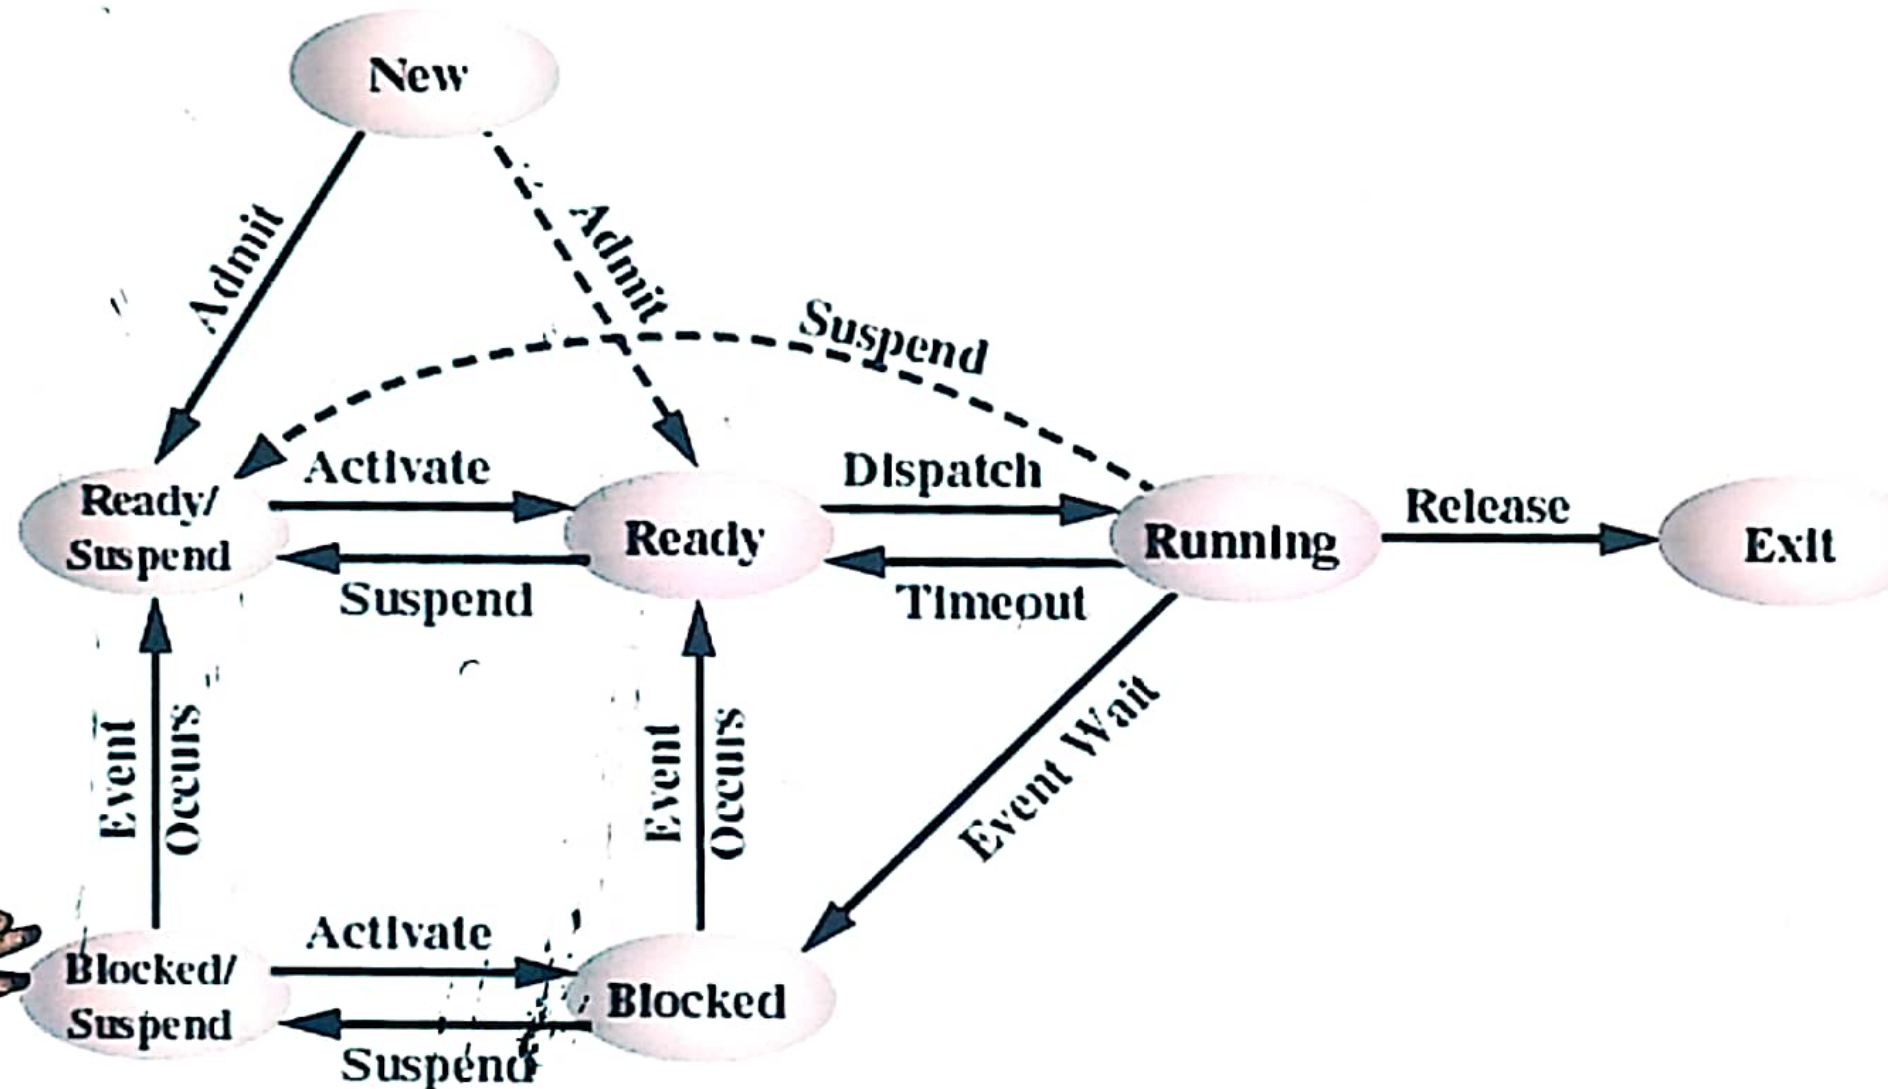 New
Admit
Admit
Suspend
Activate
Dispatch
Release
Ready/
Suspend
Ready
Running
Exit
Suspend
Timeout
Event
Occurs
Event
Occurs
Event Wait
Activate
Blocked/
Suspend
Blocked
Suspend